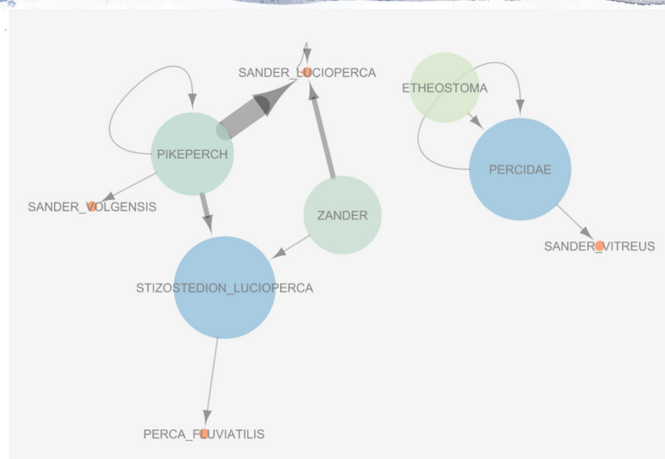 SANDER_LUCIOPERCA
ETHEOSTOMA
PIKEPERCH
PERCIDAE
SANDER_VOLGENSIS
ZANDER
SANDER_VITREUS
STIZOSTEDION_LUCIOPERCA
PERCA_FLUVIATILIS